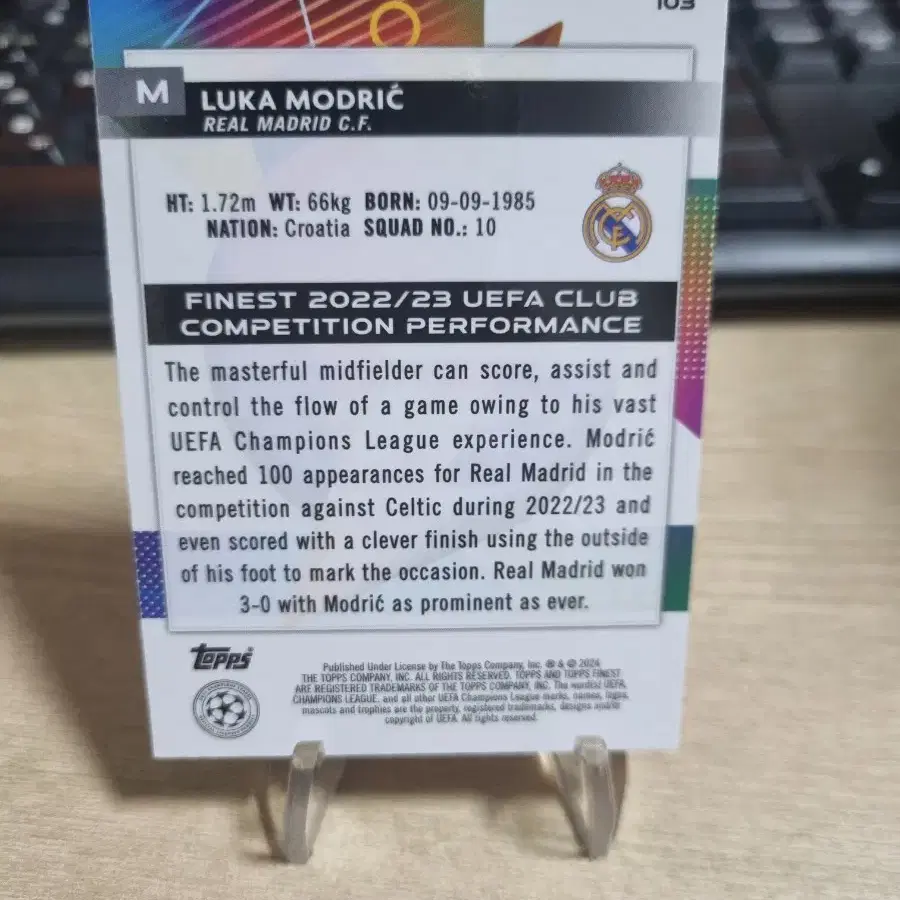 103
M
LUKA MODRIĆ
REAL MADRID C.F.
HT: 1.72m WT: 66kg BORN: 09-09-1985
NATION: Croatia SQUAD NO.: 10
FINEST 2022/23 UEFA CLUB
COMPETITION PERFORMANCE
The masterful midfielder can score, assist and
control the flow of a game owing to his vast
UEFA Champions League experience. Modrić
reached 100 appearances for Real Madrid in the
competition against Celtic during 2022/23 and
even scored with a clever finish using the outside
of his foot to mark the occasion. Real Madrid won
3-0 with Modrić as prominent as ever.
Topps
Published Under License by The Topps Company, Inc. ® & © 2024
THE TOPPS COMPANY, INC. ALL RIGHTS RESERVED. TOPPS AND TOPPS FINEST
ARE REGISTERED TRADEMARKS OF THE TOPPS COMPANY, INC. The words UEFA,
CHAMPIONS LEAGUE, and all other UEFA Champions League marks, names, logos,
mascots and trophies are the property, registered trademarks, designs and/or
copyright of UEFA. All rights reserved.